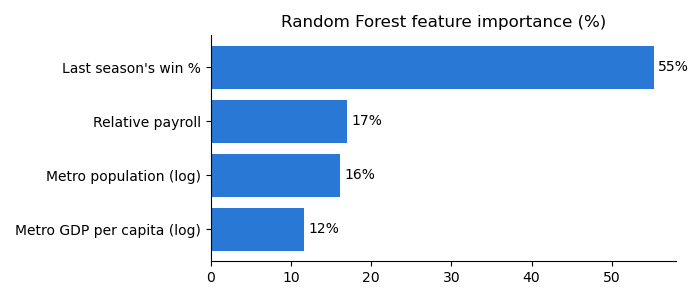 Random Forest feature importance (%)
Last season's win %
55%
Relative payroll
17%
Metro population (log)
16%
Metro GDP per capita (log)
12%
0 10 20 30 40 50